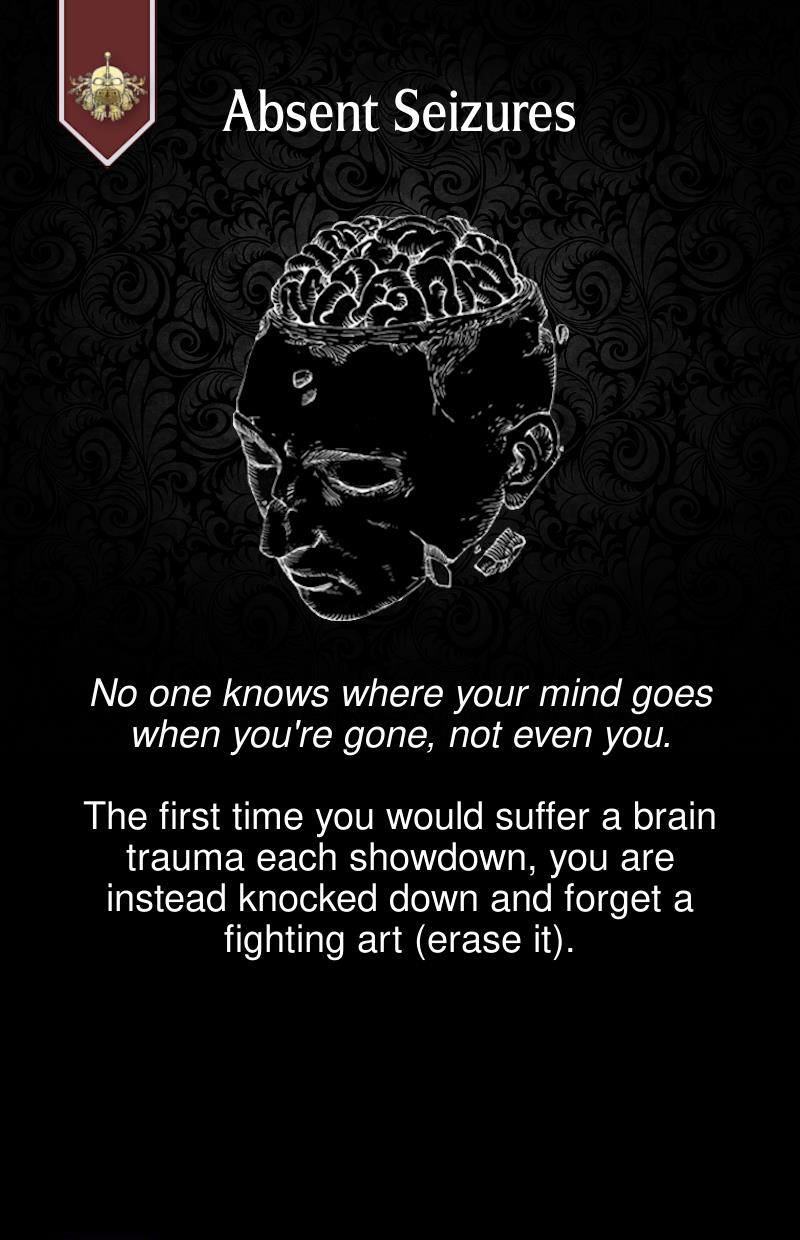 Absent Seizures
No one knows where your mind goes
when you're gone, not even you.
The first time you would suffer a brain
trauma each showdown, you are
instead knocked down and forget a
fighting art (erase it).